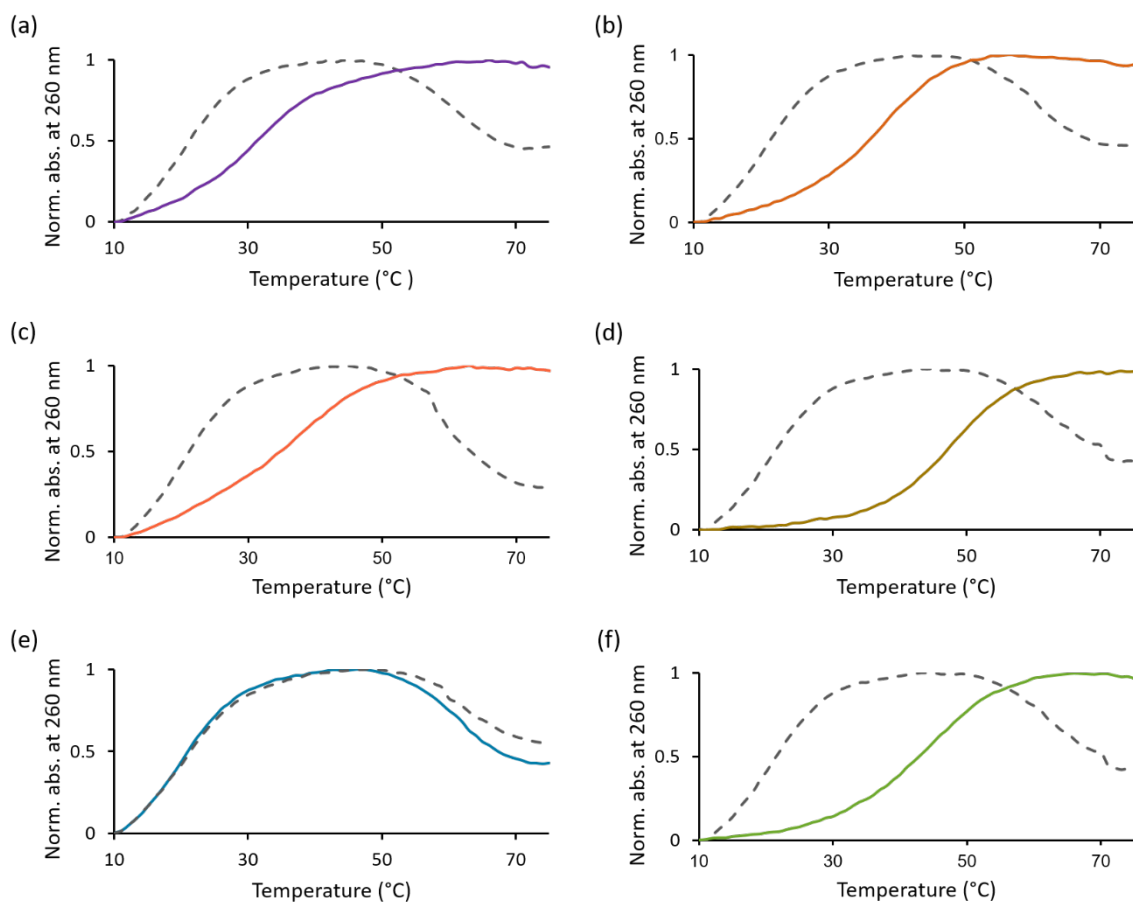 (a)
Norm. abs. at 260 nm
1
0.5
0
10
30
50
70
Temperature (°C )
(b)
Norm. abs. at 260 nm
1
0.5
0
10
30
50
70
Temperature (°C)
(c)
Norm. abs. at 260 nm
1
0.5
0
10
30
50
70
Temperature (°C)
(d)
Norm. abs. at 260 nm
1
0.5
0
10
30
50
70
Temperature (°C)
(e)
Norm. abs. at 260 nm
1
0.5
0
10
30
50
70
Temperature (°C)
(f)
Norm. abs. at 260 nm
1
0.5
0
10
30
50
70
Temperature (°C)